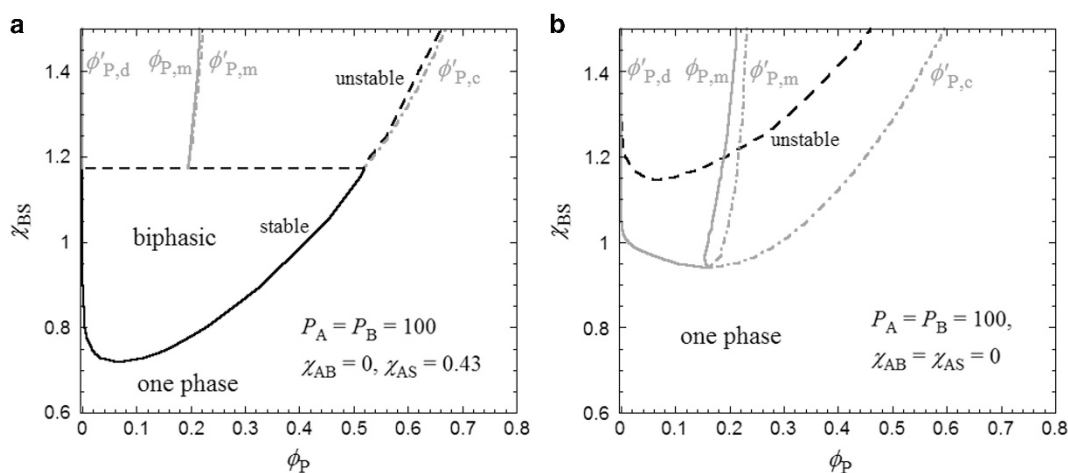 a
b
1.4
1.2
1
0.8
0.6
χBS
ϕ′P,d
ϕP,m
ϕ′P,m
unstable
ϕ′P,c
biphasic
stable
PA = PB = 100
χAB = 0, χAS = 0.43
one phase
0 0.1 0.2 0.3 0.4 0.5 0.6 0.7 0.8
ϕP
1.4
1.2
1
0.8
0.6
χBS
ϕ′P,d
ϕP,m
ϕ′P,m
ϕ′P,c
unstable
one phase
PA = PB = 100,
χAB = χAS = 0
0 0.1 0.2 0.3 0.4 0.5 0.6 0.7 0.8
ϕP